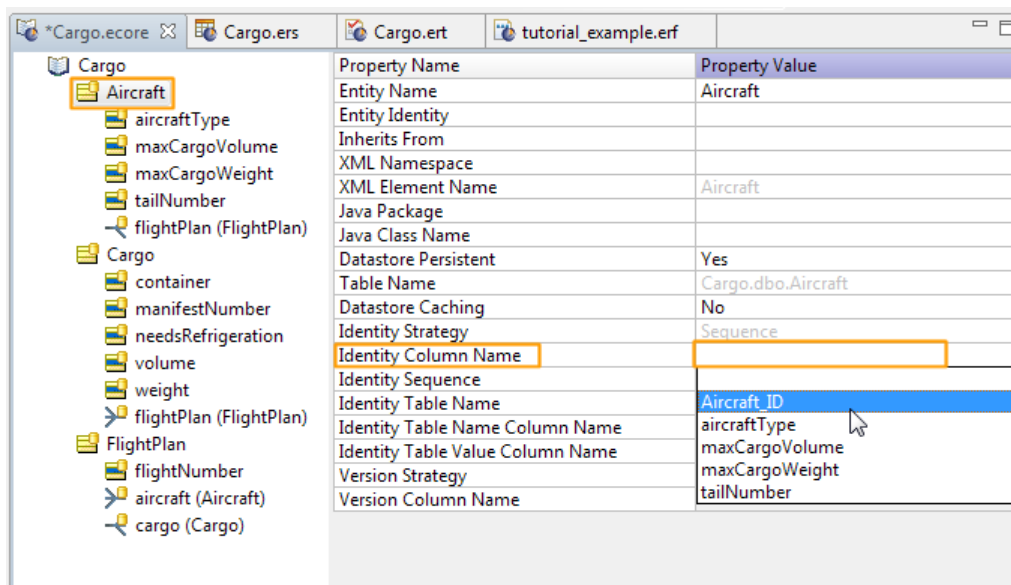 *Cargo.ecore Cargo.ers Cargo.ert tutorial_example.erf
Cargo
Aircraft
aircraftType
maxCargoVolume
maxCargoWeight
tailNumber
flightPlan (FlightPlan)
Cargo
container
manifestNumber
needsRefrigeration
volume
weight
flightPlan (FlightPlan)
FlightPlan
flightNumber
aircraft (Aircraft)
cargo (Cargo)
Property Name Property Value
Entity Name Aircraft
Entity Identity
Inherits From
XML Namespace
XML Element Name Aircraft
Java Package
Java Class Name
Datastore Persistent Yes
Table Name Cargo.dbo.Aircraft
Datastore Caching No
Identity Strategy Sequence
Identity Column Name
Identity Sequence
Identity Table Name
Identity Table Name Column Name
Identity Table Value Column Name
Version Strategy
Version Column Name
Aircraft_ID
aircraftType
maxCargoVolume
maxCargoWeight
tailNumber